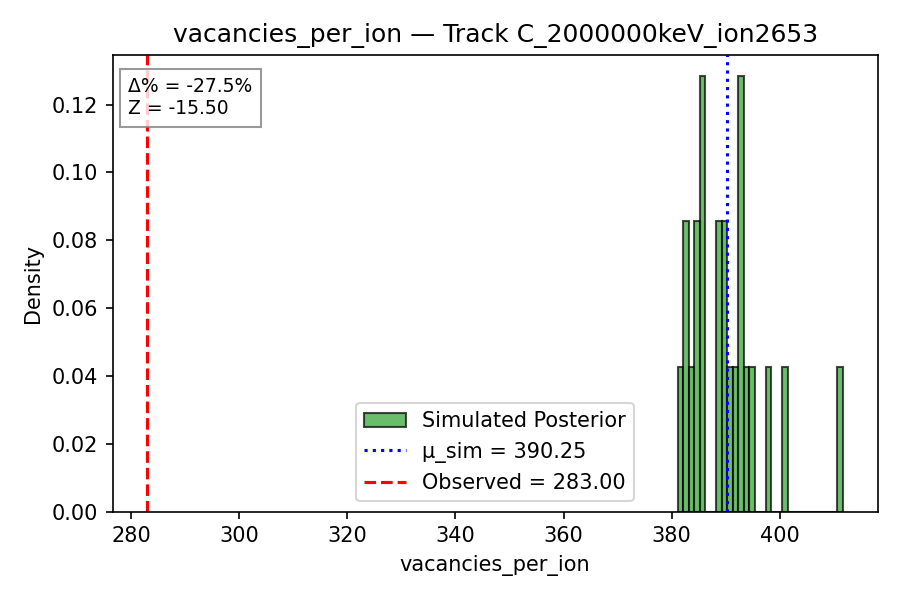 vacancies_per_ion — Track C_2000000keV_ion2653
Δ% = -27.5%
Z = -15.50
0.12
0.10
0.08
0.06
0.04
0.02
0.00
Density
Simulated Posterior
μ_sim = 390.25
Observed = 283.00
280 300 320 340 360 380 400
vacancies_per_ion